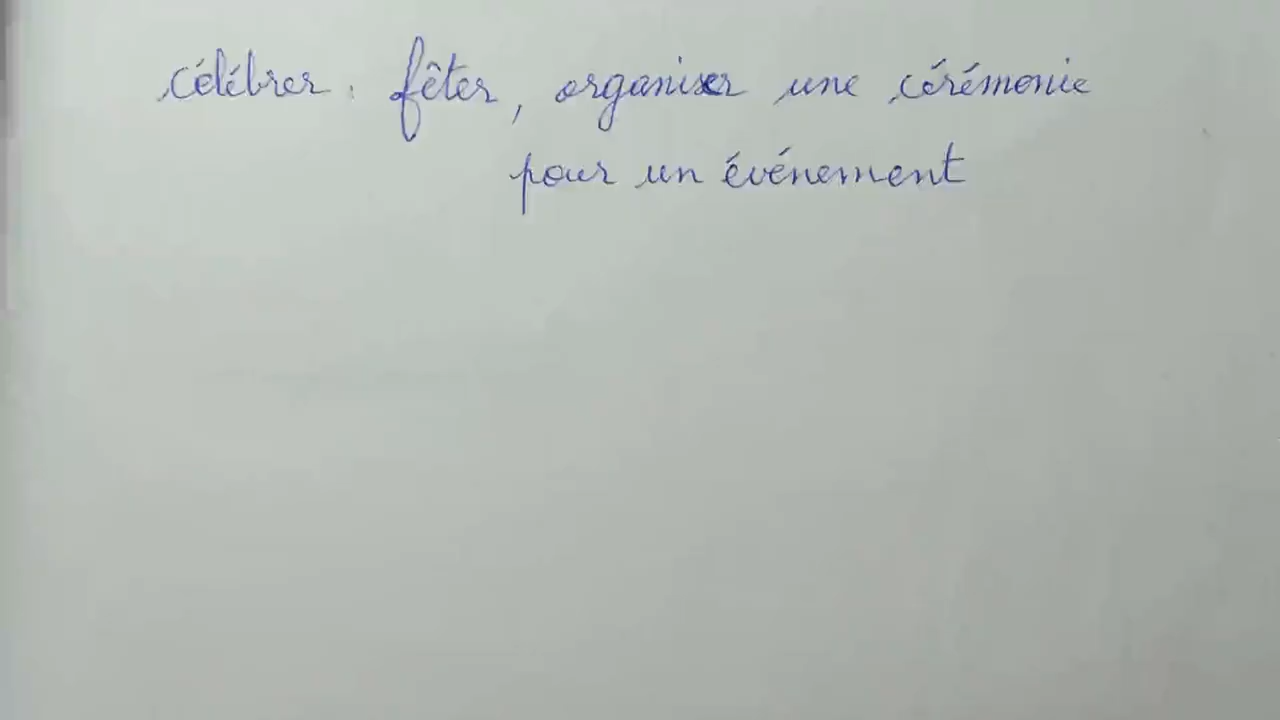 célébrer : fêter, organiser une cérémonie
pour un événement